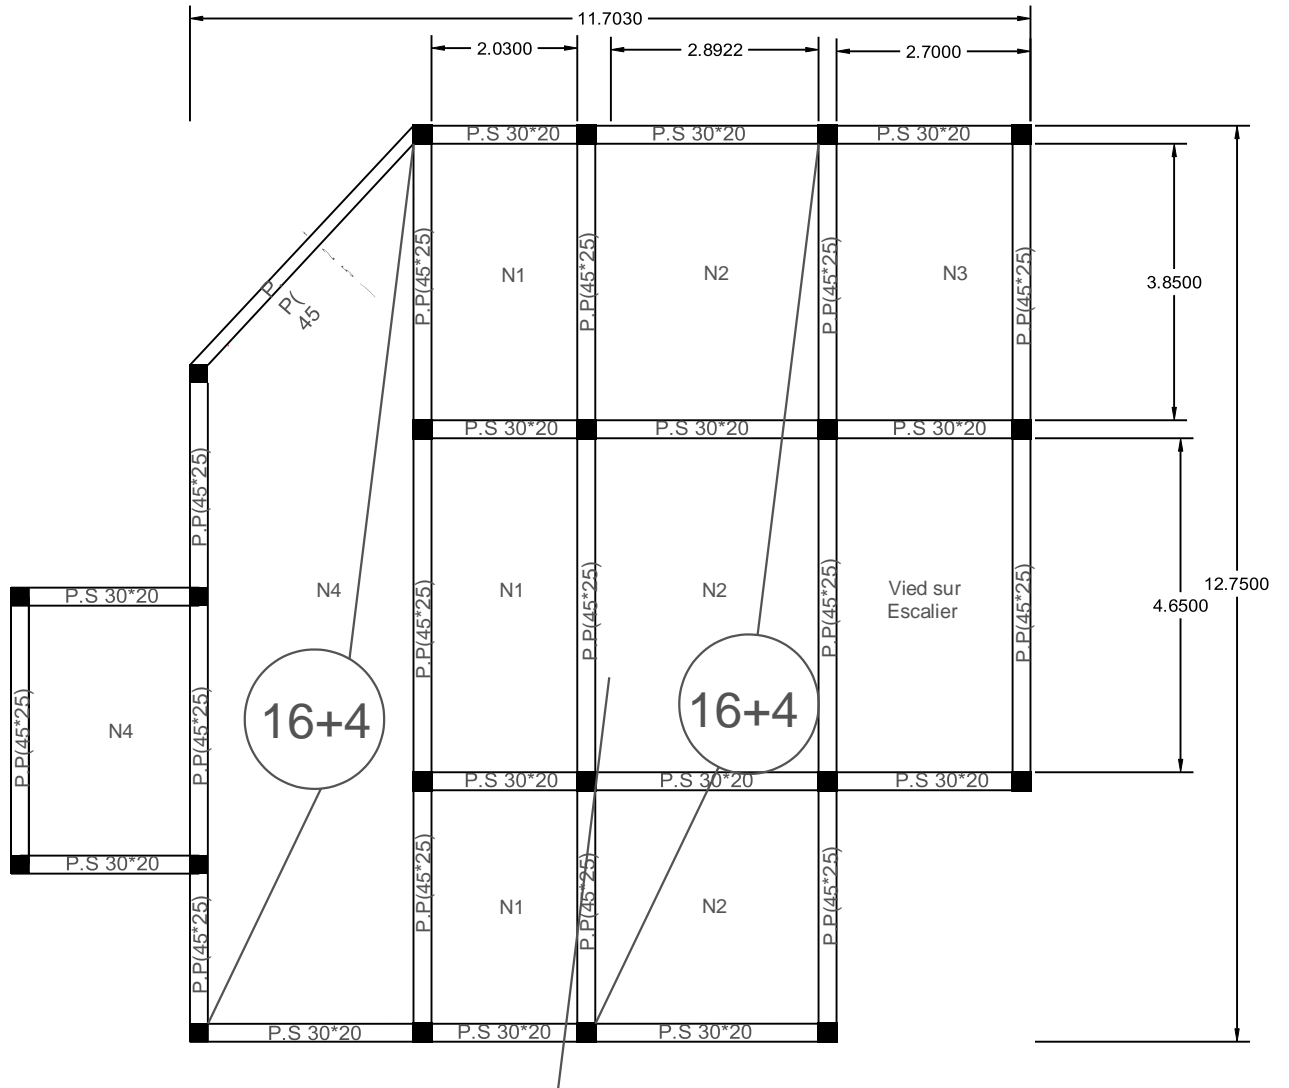 11.7030
2.0300
2.8922
2.7000
P.S 30*20
P.S 30*20
P.S 30*20
P.P(45*25)
P.P(45*25)
P.P(45*25)
P.P(45*25)
N1
N2
N3
3.8500
P.
P(
45
P.S 30*20
P.S 30*20
P.S 30*20
P.P(45*25)
P.P(45*25)
P.P(45*25)
P.P(45*25)
P.P(45*25)
N4
N1
N2
Vied sur
Escalier
12.7500
4.6500
P.S 30*20
16+4
16+4
P.P(45*25)
N4
P.P(45*25)
P.S 30*20
P.S 30*20
P.S 30*20
P.S 30*20
P.P(45*25)
P.P(45*25)
P.P(45*25)
P.P(45*25)
N1
N2
P.S 30*20
P.S 30*20
P.S 30*20